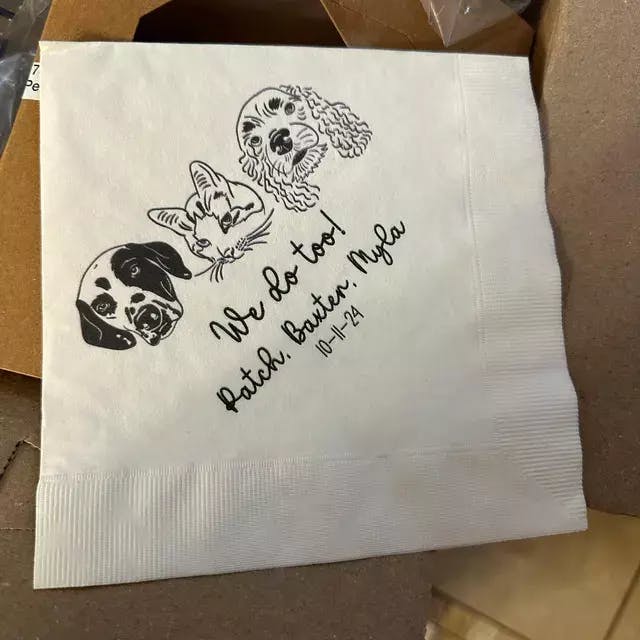 We do too!
Patch, Baxter, Myla
10-11-24